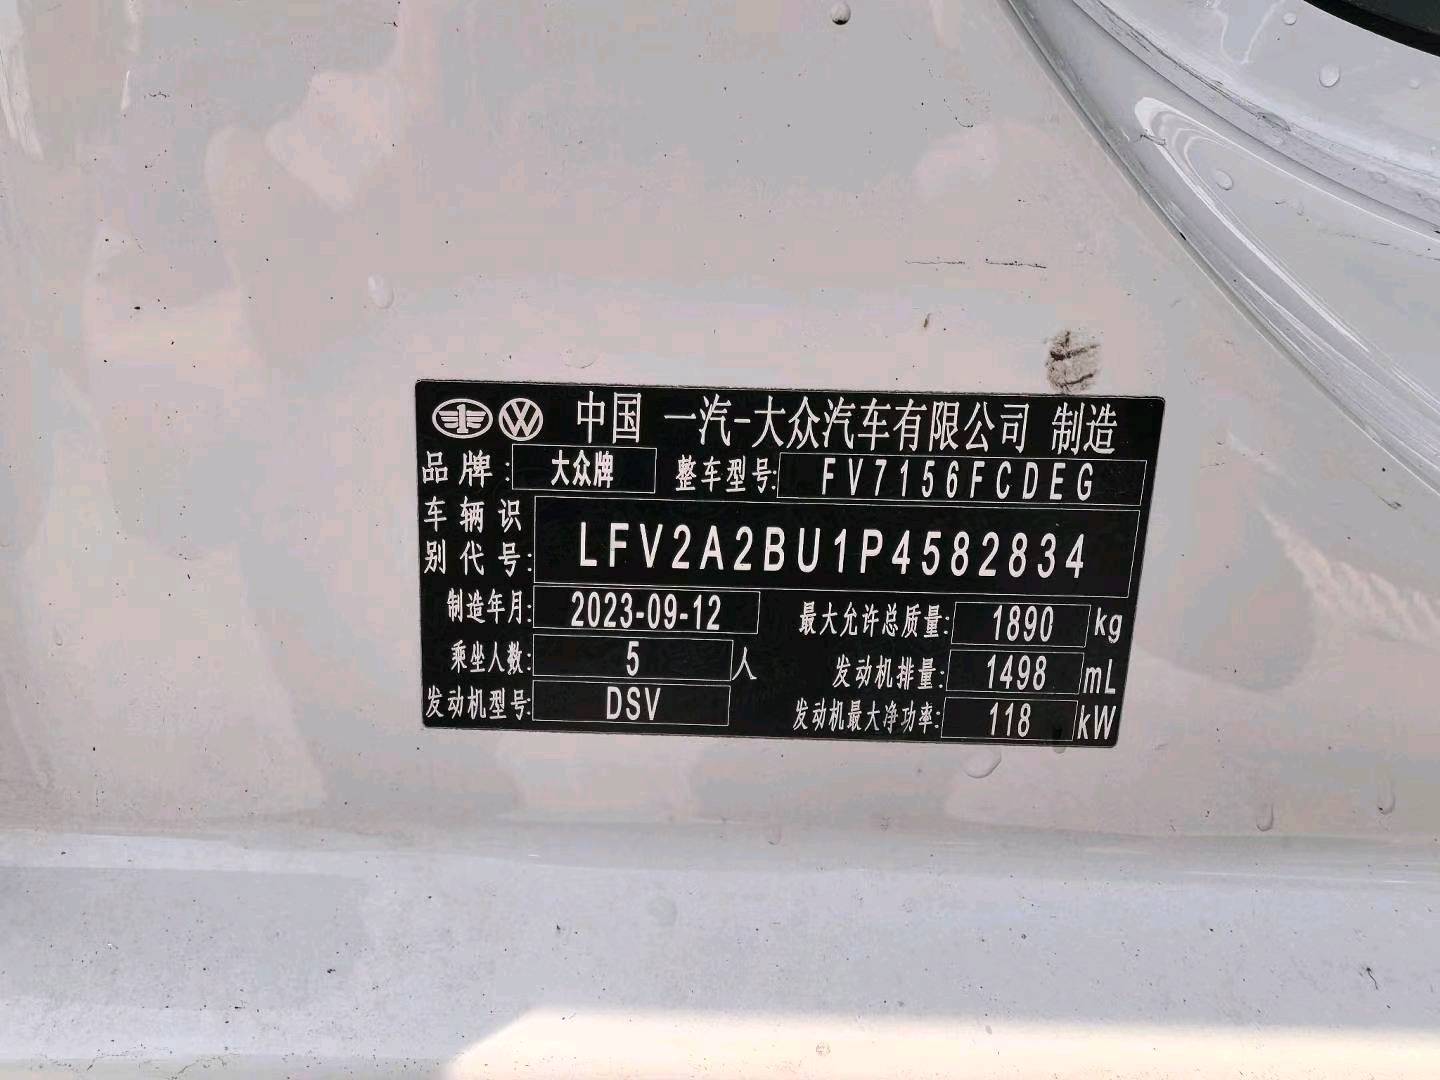 中国 一汽-大众汽车有限公司 制造
品牌: 大众牌 整车型号: FV7156FCDEG
车辆识别代号: LFV2A2BU1P4582834
制造年月: 2023-09-12 最大允许总质量: 1890 kg
乘坐人数: 5 人 发动机排量: 1498 mL
发动机型号: DSV 发动机最大净功率: 118 kW